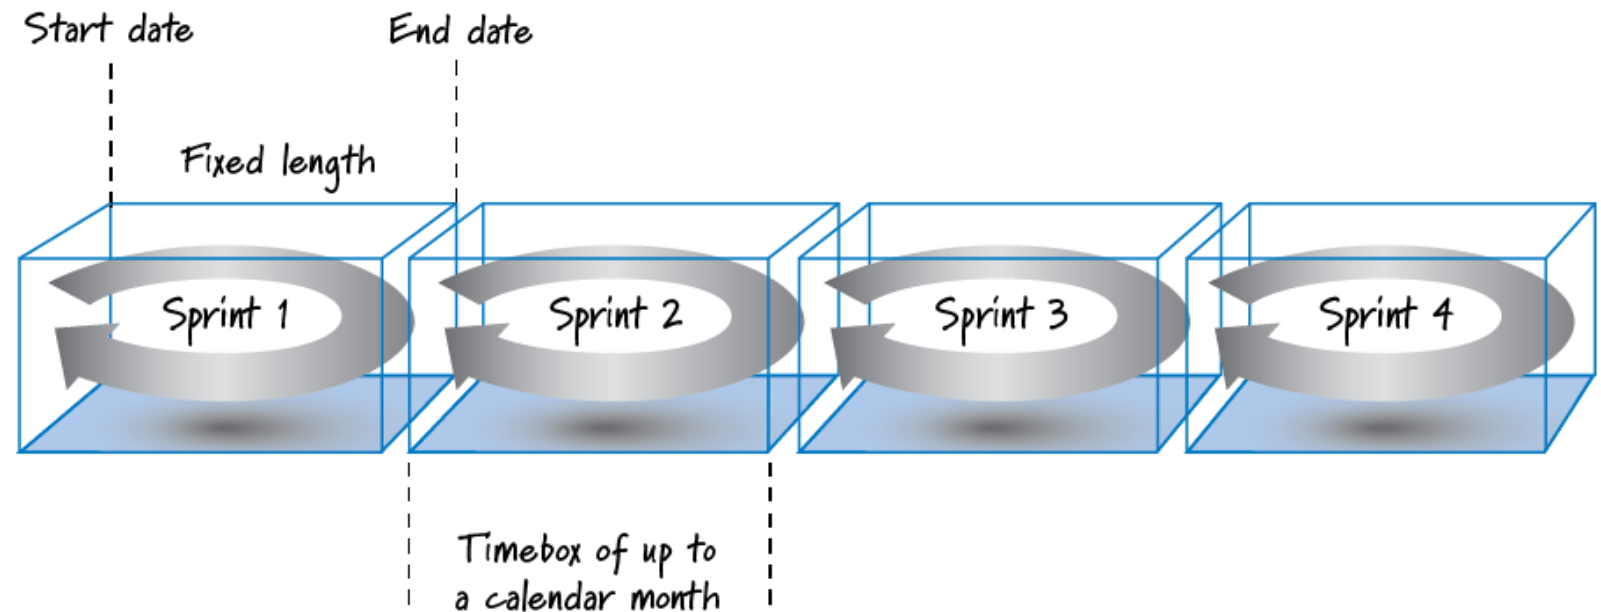 Start date
End date
Fixed length
Sprint 1
Sprint 2
Sprint 3
Sprint 4
Timebox of up to
a calendar month